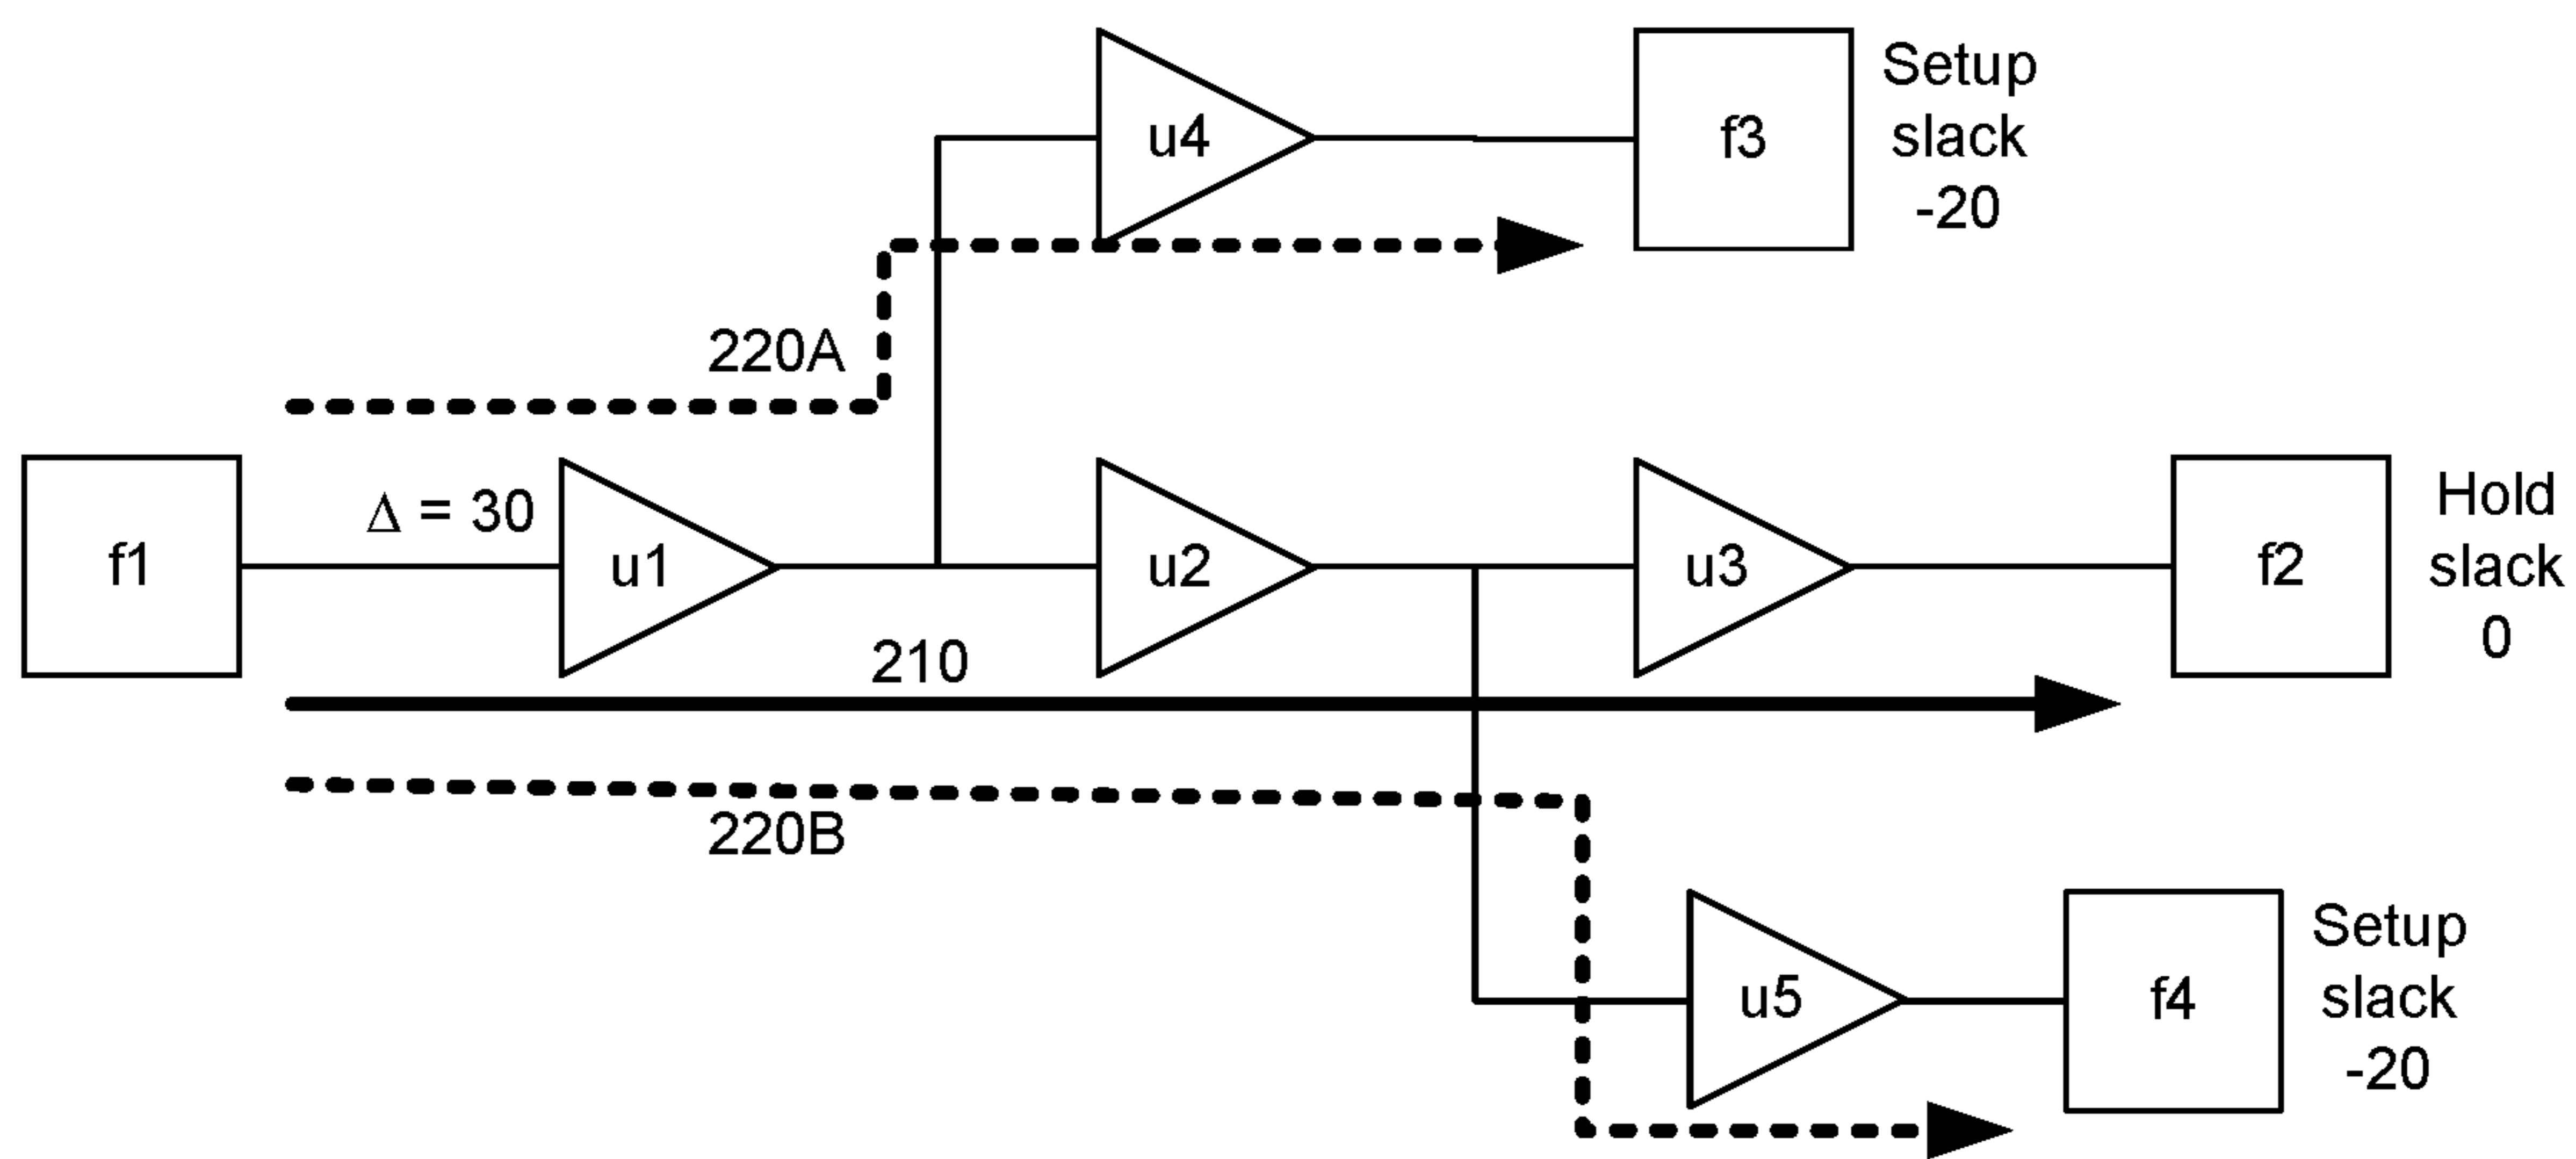 u4
f3
Setup
slack
-20
220A
f1
Δ = 30
u1
u2
u3
f2
Hold
slack
0
210
220B
u5
f4
Setup
slack
-20